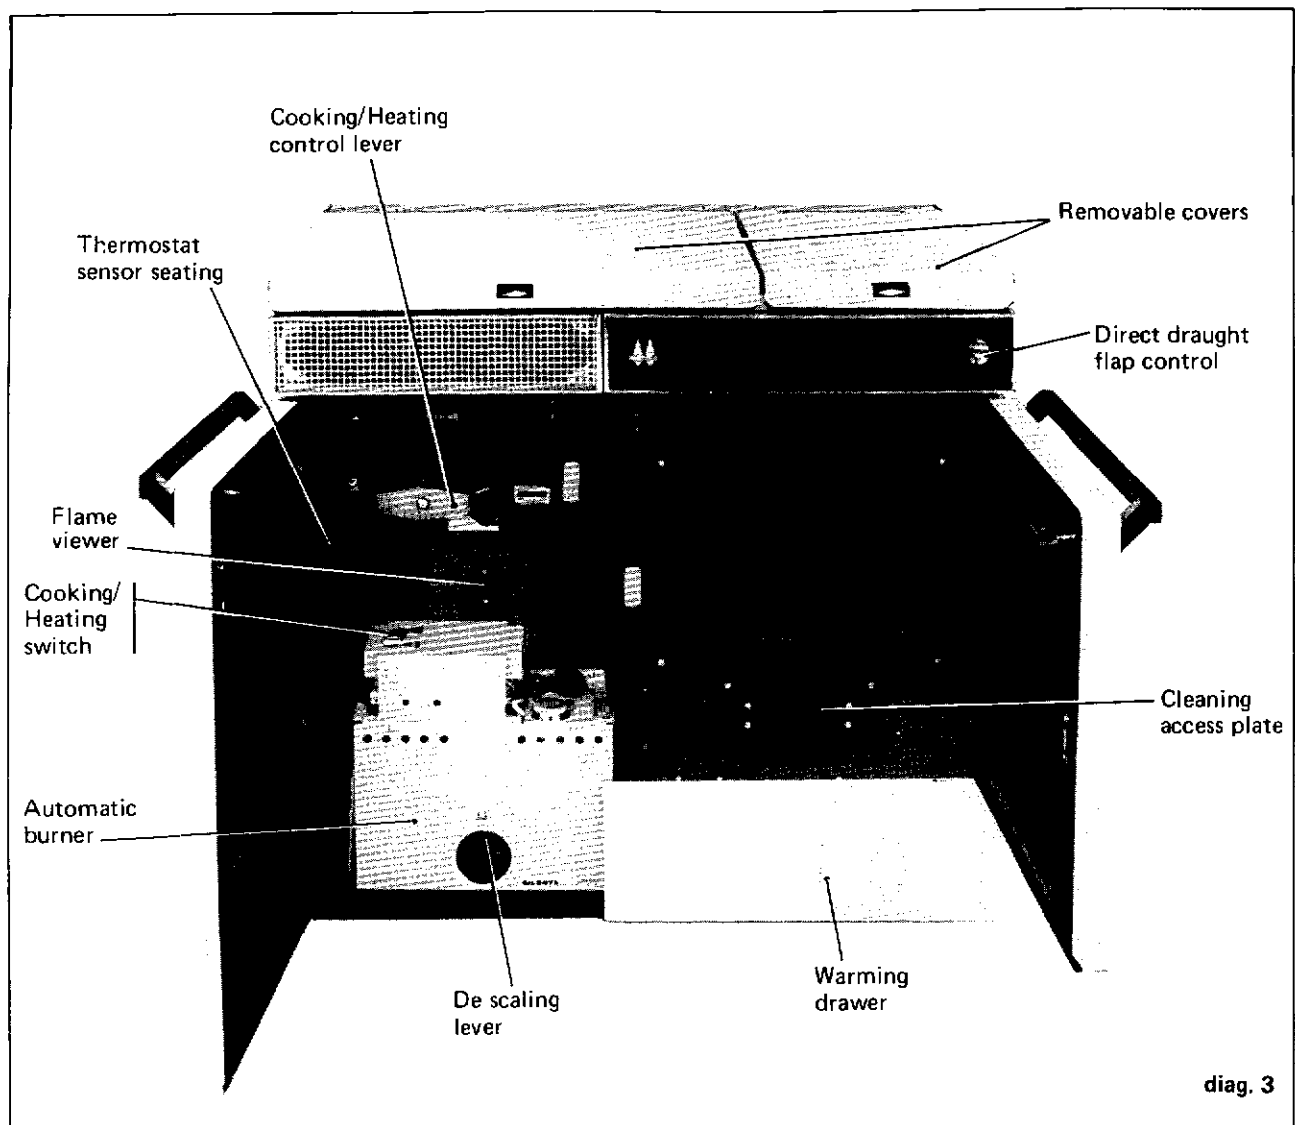 Cooking/Heating
control lever
Removable covers
Thermostat
sensor seating
Direct draught
flap control
Flame
viewer
Cooking/
Heating
switch
Cleaning
access plate
Automatic
burner
De scaling
lever
Warming
drawer
diag. 3